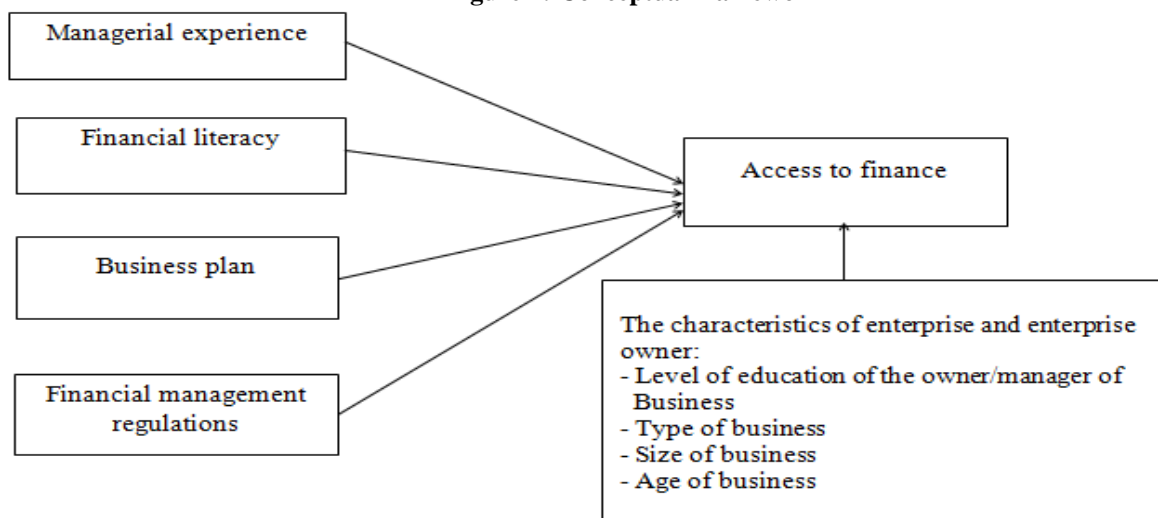 Managerial experience
Financial literacy
Business plan
Financial management
regulations
Access to finance
The characteristics of enterprise and enterprise
owner:
- Level of education of the owner/manager of
Business
- Type of business
- Size of business
- Age of business